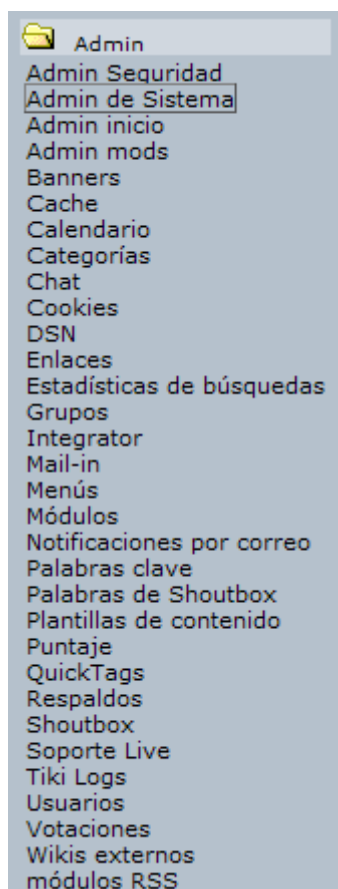 Admin
Admin Seguridad
Admin de Sistema
Admin inicio
Admin mods
Banners
Cache
Calendario
Categorías
Chat
Cookies
DSN
Enlaces
Estadísticas de búsquedas
Grupos
Integrator
Mail-in
Menús
Módulos
Notificaciones por correo
Palabras clave
Palabras de Shoutbox
Plantillas de contenido
Puntaje
QuickTags
Respaldos
Shoutbox
Soporte Live
Tiki Logs
Usuarios
Votaciones
Wikis externos
módulos RSS